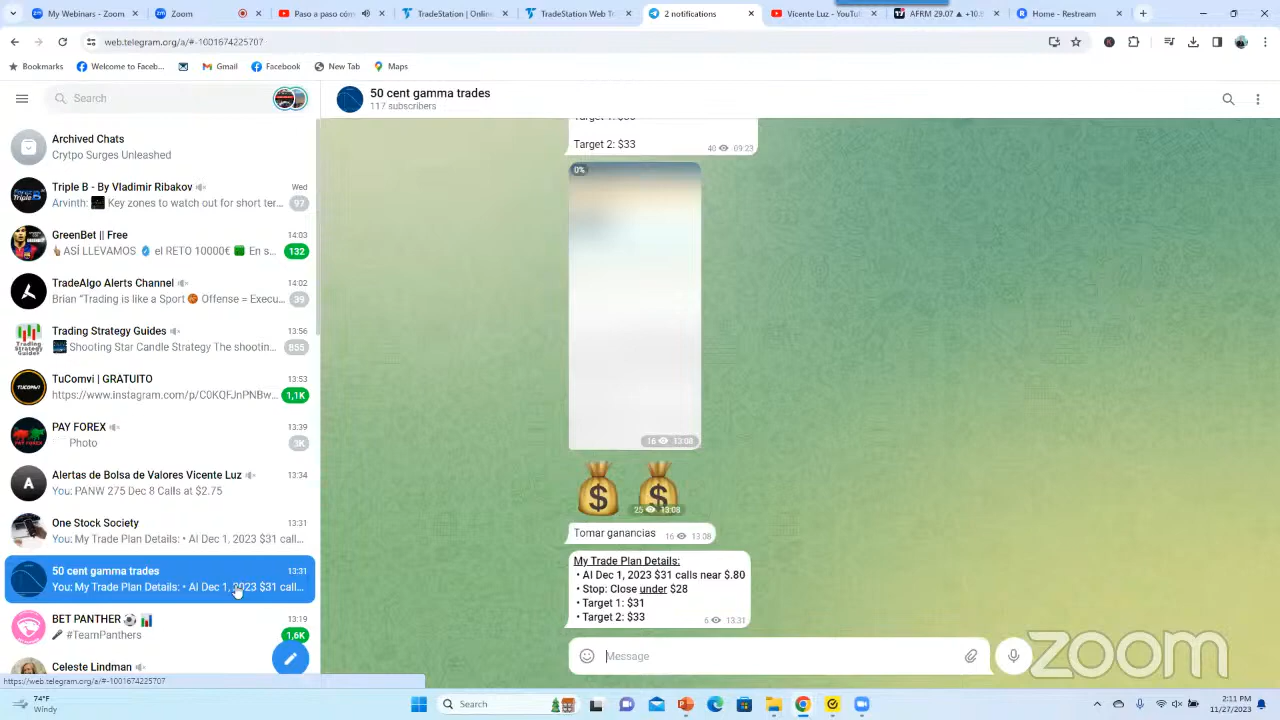 My Webinars - Zoom
Zoom
Paso a paso com
TradeStation | Online
TradeStation Web To
2 notifications
Vicente Luz - YouTu
AFRM 29.07 ▲ +10.
Home - Restream
web.telegram.org/a/#-1001674225707
Bookmarks
Welcome to Faceb...
Gmail
Facebook
New Tab
Maps
Search
50 cent gamma trades
117 subscribers
Archived Chats
Crytpo Surges Unleashed
Triple B - By Vladimir Ribakov
Wed
Arvinth: Key zones to watch out for short ter...
97
GreenBet || Free
14:03
👆🏽 ASÍ LLEVAMOS 🧭 el RETO 10000€ En s...
132
TradeAlgo Alerts Channel
14:02
Brian “Trading is like a Sport 🏀 Offense = Execu...
39
Trading Strategy Guides
13:56
Shooting Star Candle Strategy The shootin...
855
TuComvi | GRATUITO
13:53
https://www.instagram.com/p/C0KQFJnPNBw...
1,1K
PAY FOREX
13:39
Photo
3K
Alertas de Bolsa de Valores Vicente Luz
13:34
You: PANW 275 Dec 8 Calls at $2.75
One Stock Society
13:31
You: My Trade Plan Details: • AI Dec 1, 2023 $31 call...
50 cent gamma trades
13:31
You: My Trade Plan Details: • AI Dec 1, 2023 $31 call...
BET PANTHER ⚽ 📊
13:19
🎤 #TeamPanthers
1,6K
Celeste Lindman
https://web.telegram.org/a/#-1001674225707
Target 2: $33
40 09:23
0%
16 13:08
25 13:08
Tomar ganancias
16 13:08
My Trade Plan Details:
• AI Dec 1, 2023 $31 calls near $.80
• Stop: Close under $28
• Target 1: $31
• Target 2: $33
6 13:31
Message
zoom
74°F
Windy
Search
2:11 PM
11/27/2023